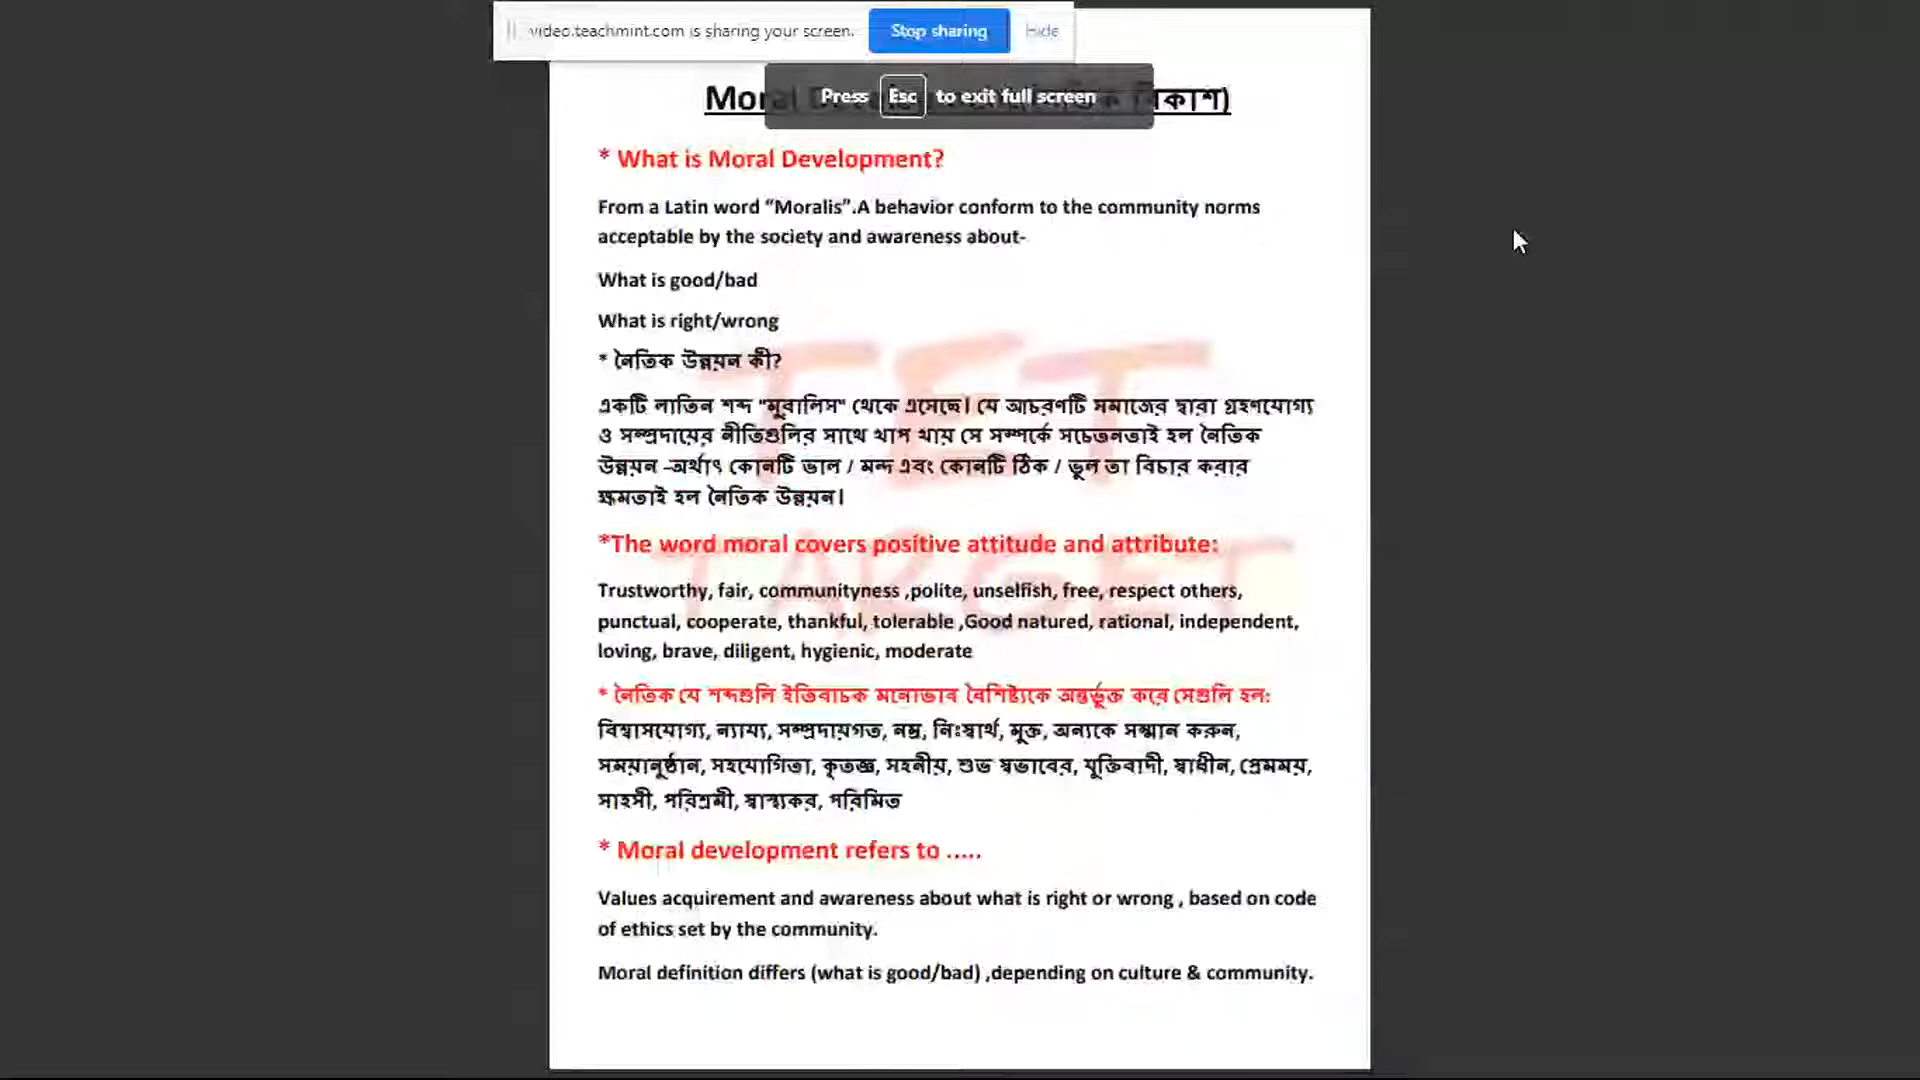 video.teachmint.com is sharing your screen. Stop sharing Hide
Press Esc to exit full screen
Moral বিকাশ)
* What is Moral Development?
From a Latin word “Moralis”.A behavior conform to the community norms
acceptable by the society and awareness about-
What is good/bad
What is right/wrong
* নৈতিক উন্নয়ন কী?
একটি লাতিন শব্দ "মূরালিস" থেকে এসেছে। যে আচরণটি সমাজের দ্বারা গ্রহণযোগ্য
ও সম্প্রদায়ের নীতিগুলির সাথে খাপ খায় সে সম্পর্কে সচেতনতাই হল নৈতিক
উন্নয়ন –অর্থাৎ কোনটি ভাল / মন্দ এবং কোনটি ঠিক / ভুল তা বিচার করার
ক্ষমতাই হল নৈতিক উন্নয়ন।
*The word moral covers positive attitude and attribute:
Trustworthy, fair, communityness ,polite, unselfish, free, respect others,
punctual, cooperate, thankful, tolerable ,Good natured, rational, independent,
loving, brave, diligent, hygienic, moderate
* নৈতিক যে শব্দগুলি ইতিবাচক মনোভাব বৈশিষ্ট্যকে অন্তর্ভূক্ত করে সেগুলি হল:
বিশ্বাসযোগ্য, ন্যায্য, সম্প্রদায়গত, নম্র, নিঃস্বার্থ, মুক্ত, অন্যকে সম্মান করুন,
সময়ানুষ্ঠান, সহযোগিতা, কৃতজ্ঞ, সহনীয়, শুভ স্বভাবের, যুক্তিবাদী, স্বাধীন, প্রেমময়,
সাহসী, পরিশ্রমী, স্বাস্থ্যকর, পরিমিত
* Moral development refers to .....
Values acquirement and awareness about what is right or wrong , based on code
of ethics set by the community.
Moral definition differs (what is good/bad) ,depending on culture & community.
TET
TARGET